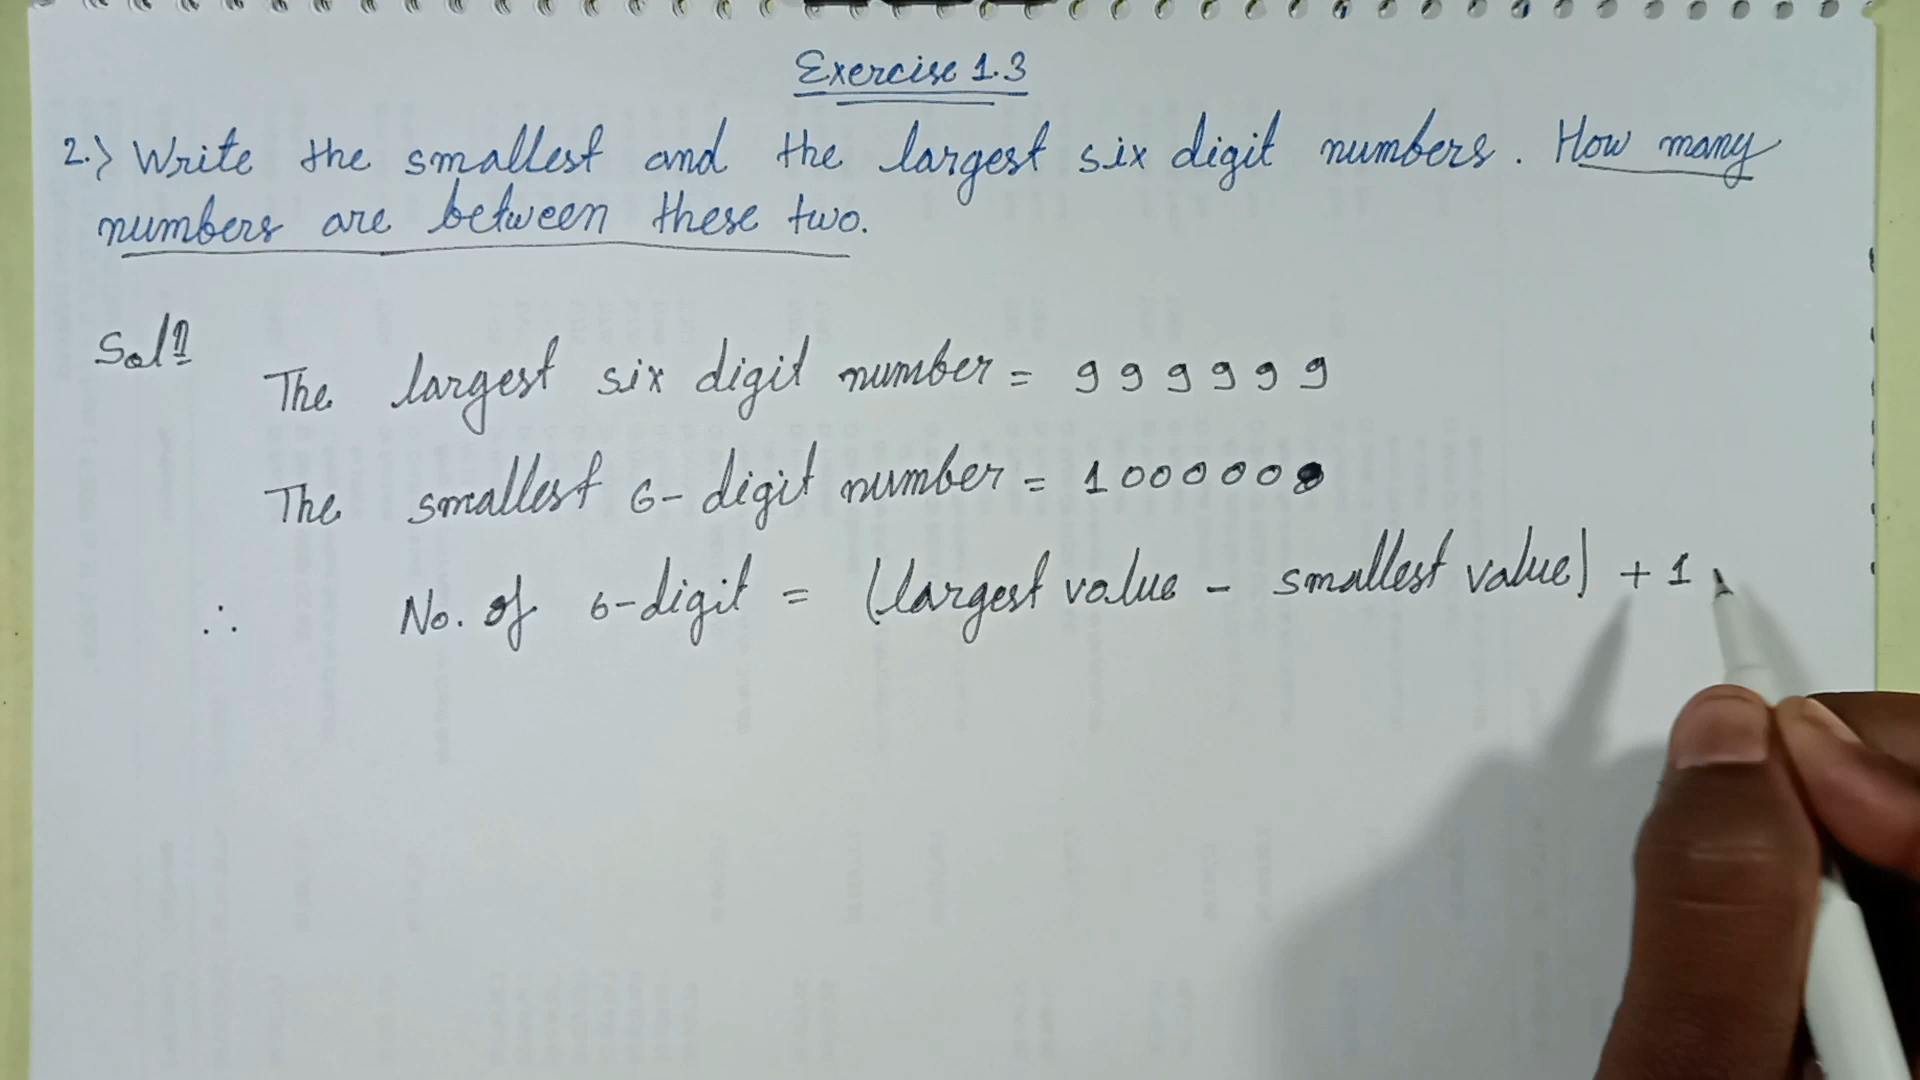 Exercise 1.3
2.) Write the smallest and the largest six digit numbers. How many
numbers are between these two.
Solⁿ
The largest six digit number = 999999
The smallest 6-digit number = 100000
∴ No. of 6-digit = (largest value - smallest value) + 1